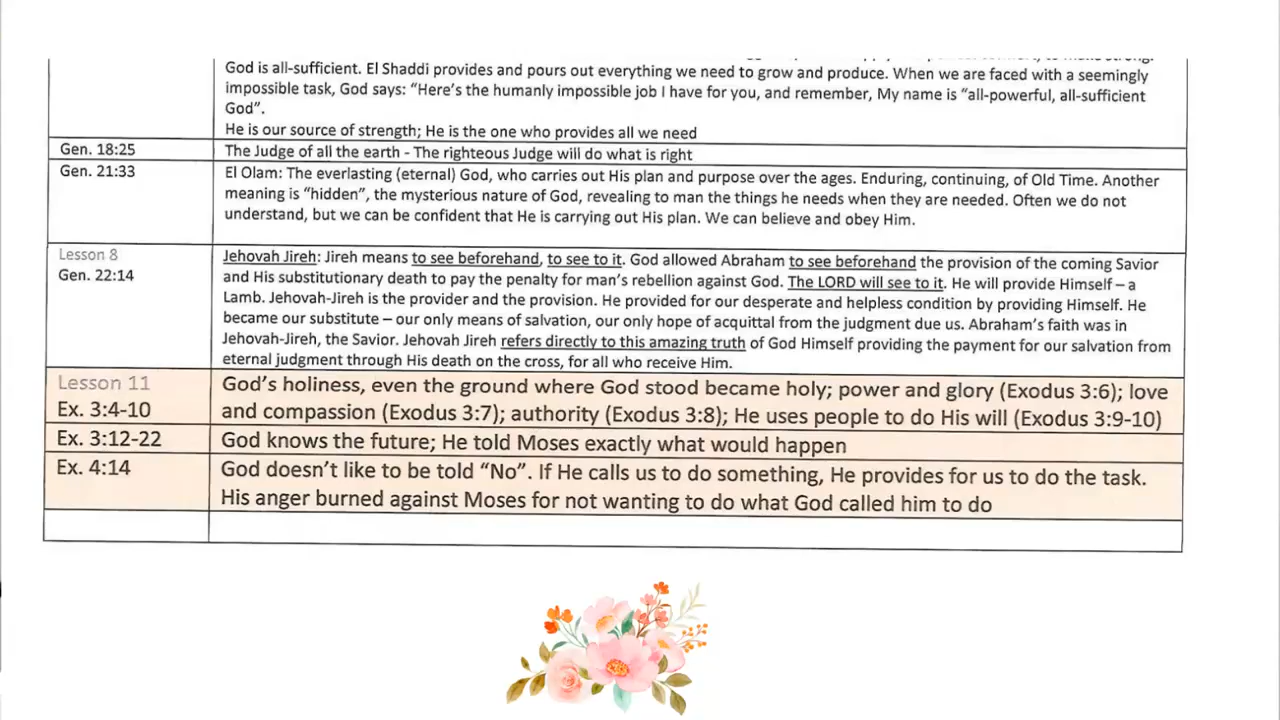 to make strong.
God is all-sufficient. El Shaddi provides and pours out everything we need to grow and produce. When we are faced with a seemingly
impossible task, God says: “Here’s the humanly impossible job I have for you, and remember, My name is “all-powerful, all-sufficient
God”.
He is our source of strength; He is the one who provides all we need
Gen. 18:25 The Judge of all the earth - The righteous Judge will do what is right
Gen. 21:33 El Olam: The everlasting (eternal) God, who carries out His plan and purpose over the ages. Enduring, continuing, of Old Time. Another
meaning is “hidden”, the mysterious nature of God, revealing to man the things he needs when they are needed. Often we do not
understand, but we can be confident that He is carrying out His plan. We can believe and obey Him.
Lesson 8 Jehovah Jireh: Jireh means to see beforehand, to see to it. God allowed Abraham to see beforehand the provision of the coming Savior
Gen. 22:14 and His substitutionary death to pay the penalty for man’s rebellion against God. The LORD will see to it. He will provide Himself – a
Lamb. Jehovah-Jireh is the provider and the provision. He provided for our desperate and helpless condition by providing Himself. He
became our substitute – our only means of salvation, our only hope of acquittal from the judgment due us. Abraham’s faith was in
Jehovah-Jireh, the Savior. Jehovah Jireh refers directly to this amazing truth of God Himself providing the payment for our salvation from
eternal judgment through His death on the cross, for all who receive Him.
Lesson 11 God’s holiness, even the ground where God stood became holy; power and glory (Exodus 3:6); love
Ex. 3:4-10 and compassion (Exodus 3:7); authority (Exodus 3:8); He uses people to do His will (Exodus 3:9-10)
Ex. 3:12-22 God knows the future; He told Moses exactly what would happen
Ex. 4:14 God doesn’t like to be told “No”. If He calls us to do something, He provides for us to do the task.
His anger burned against Moses for not wanting to do what God called him to do